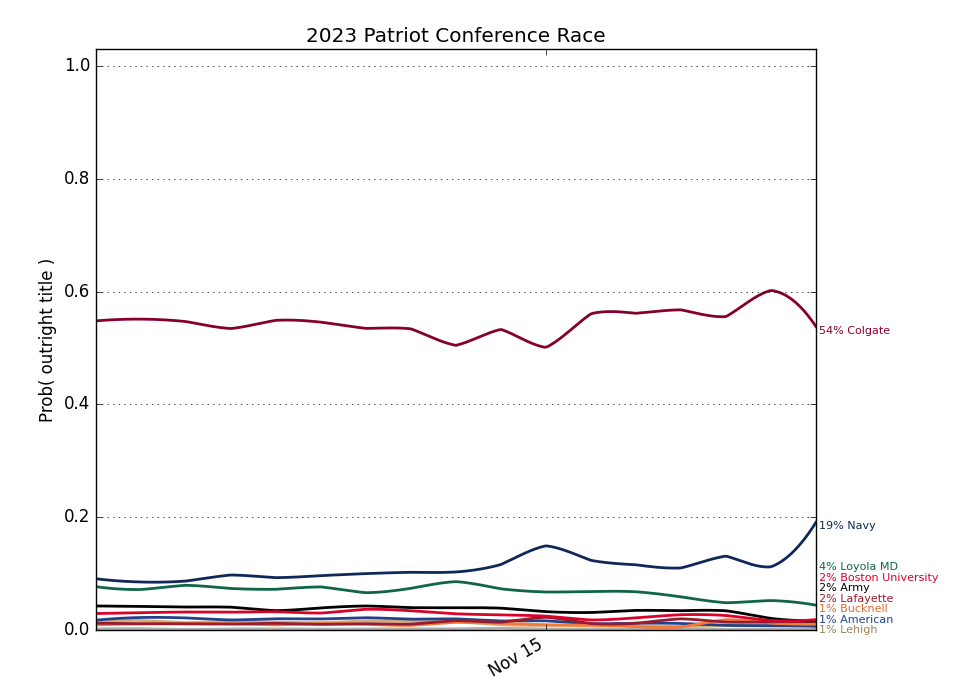 2023 Patriot Conference Race
1.0
0.8
0.6
0.4
0.2
0.0
Prob( outright title )
Nov 15
54% Colgate
19% Navy
4% Loyola MD
2% Boston University
2% Army
2% Lafayette
1% Bucknell
1% American
1% Lehigh